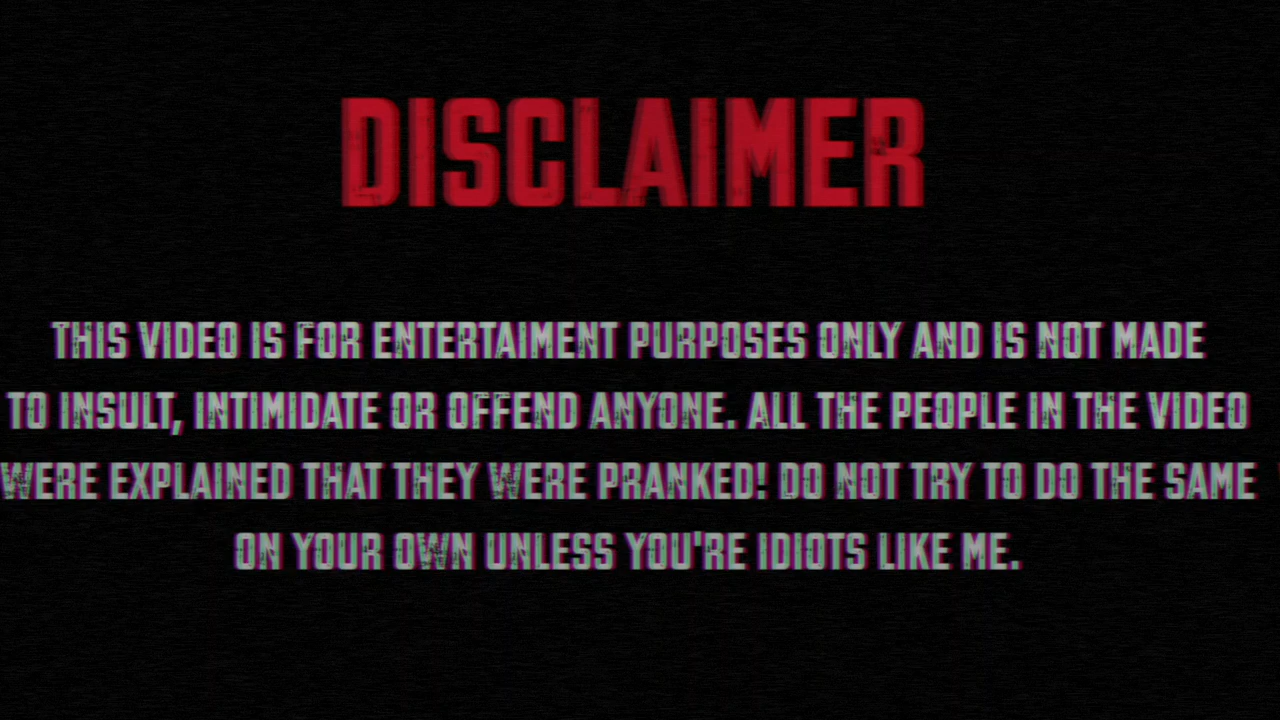 DISCLAIMER
THIS VIDEO IS FOR ENTERTAIMENT PURPOSES ONLY AND IS NOT MADE
TO INSULT, INTIMIDATE OR OFFEND ANYONE. ALL THE PEOPLE IN THE VIDEO
WERE EXPLAINED THAT THEY WERE PRANKED! DO NOT TRY TO DO THE SAME
ON YOUR OWN UNLESS YOU'RE IDIOTS LIKE ME.